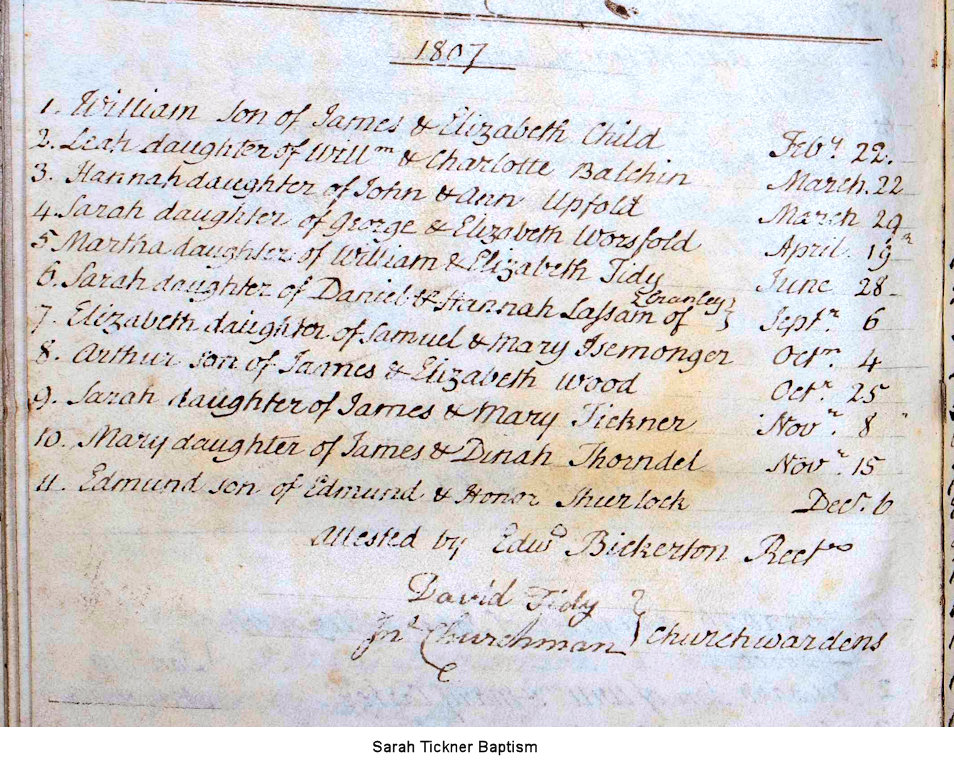 1807
1. William son of James & Elizabeth Child Febʸ 22.
2. Leah daughter of Willᵐ & Charlotte Batchin March. 22
3. Hannah daughter of John & Ann Upfold March 29
4. Sarah daughter of George & Elizabeth Worsfold April 19ᵗʰ
5 Martha daughter of William & Elizabeth Tidy June 28
6. Sarah daughter of Daniel & Hannah Lassam of Cranley Septʳ. 6
7. Elizabeth daughter of Samuel & Mary Isemonger Octʳ. 4
8. Arthur son of James & Elizabeth Wood Octʳ. 25
9. Sarah daughter of James & Mary Tickner Novʳ. 8
10. Mary daughter of James & Dinah Thorndel Novʳ. 15
11. Edmund son of Edmund & Honor Thurlock Decʳ. 6
Attested by Edwᵈ Bickerton Rectʳ
David Tidy
Jnᵒ Churchman } Churchwardens
Sarah Tickner Baptism